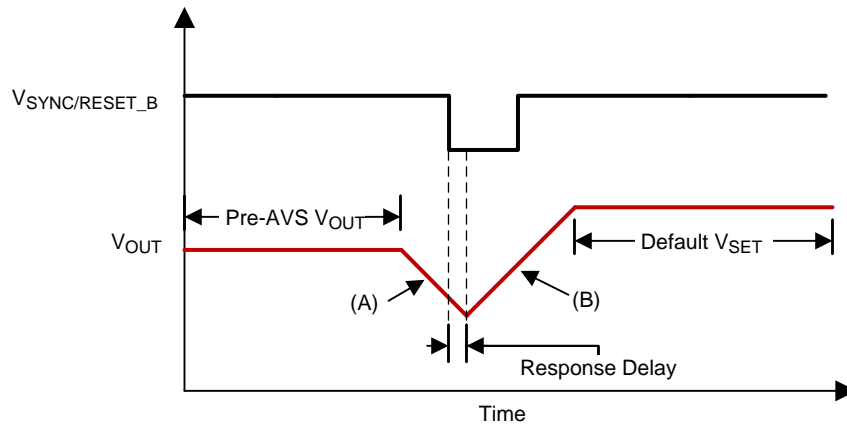 VSYNC/RESET_B
Pre-AVS VOUT
VOUT
Default VSET
(A)
(B)
Response Delay
Time